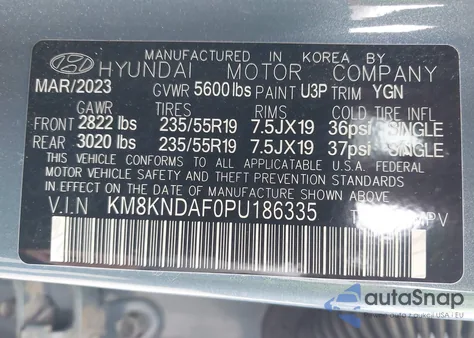 MANUFACTURED IN KOREA BY
HYUNDAI MOTOR COMPANY
MAR/2023 GVWR 5600 lbs PAINT U3P TRIM YGN
GAWR TIRES RIMS COLD TIRE INFL
FRONT 2822 lbs 235/55R19 7.5JX19 36psi SINGLE
REAR 3020 lbs 235/55R19 7.5JX19 37psi SINGLE
THIS VEHICLE CONFORMS TO ALL APPLICABLE U.S.A. FEDERAL
MOTOR VEHICLE SAFETY AND THEFT PREVENTION STANDARDS
IN EFFECT ON THE DATE OF MANUFACTURE SHOWN ABOVE.
V.I.N KM8KNDAF0PU186335
autoSnap